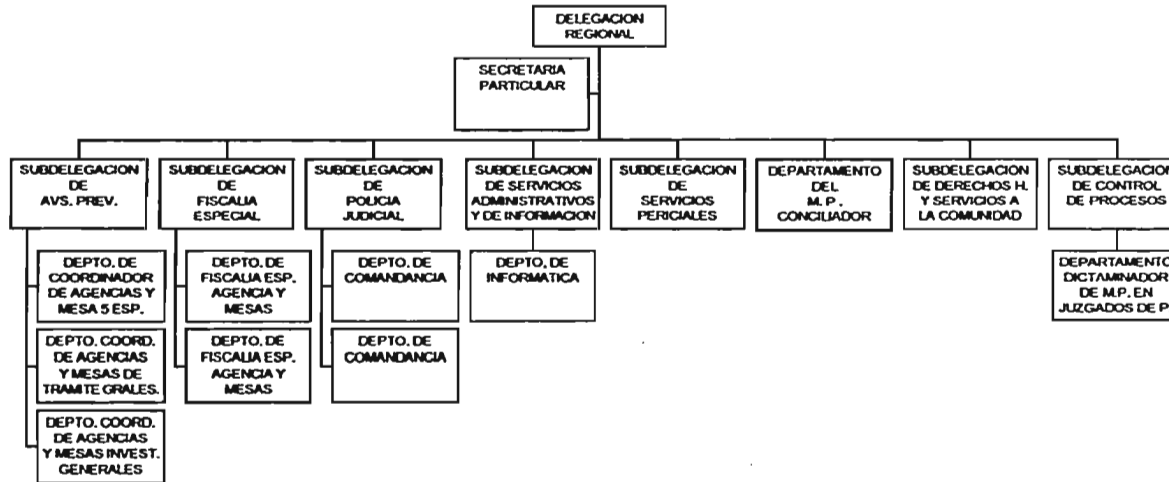 DELEGACION
REGIONAL
SECRETARIA
PARTICULAR
SUBDELEGACION
DE
AVS. PREV.
SUBDELEGACION
DE
FISCALIA
ESPECIAL
SUBDELEGACION
DE
POLICIA
JUDICIAL
SUBDELEGACION
DE SERVICIOS
ADMINISTRATIVOS
Y DE INFORMACION
SUBDELEGACION
DE
SERVICIOS
PERICIALES
DEPARTAMENTO
DEL
M. P.
CONCILIADOR
SUBDELEGACION
DE DERECHOS H.
Y SERVICIOS A
LA COMUNIDAD
SUBDELEGACION
DE CONTROL
DE PROCESOS
DEPTO. DE
COORDINADOR
DE AGENCIAS Y
MESA 5 ESP.
DEPTO. DE
FISCALIA ESP.
AGENCIA Y
MESAS
DEPTO. DE
COMANDANCIA
DEPTO. DE
INFORMATICA
DEPARTAMENTO
DICTAMINADOR
DE M.P. EN
JUZGADOS DE P
DEPTO. COORD.
DE AGENCIAS
Y MESAS DE
TRAMITE GRALES.
DEPTO. DE
FISCALIA ESP.
AGENCIA Y
MESAS
DEPTO. DE
COMANDANCIA
DEPTO. COORD.
DE AGENCIAS
Y MESAS INVEST.
GENERALES